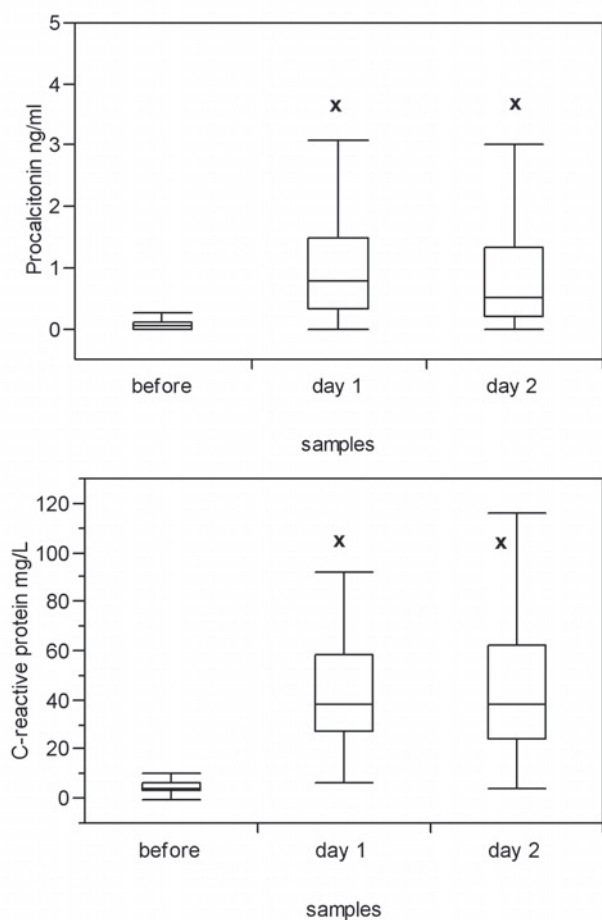 Procalcitonin ng/ml
5
4
3
2
1
0
x
x
before
day 1
day 2
samples
C-reactive protein mg/L
120
100
80
60
40
20
0
x
x
before
day 1
day 2
samples